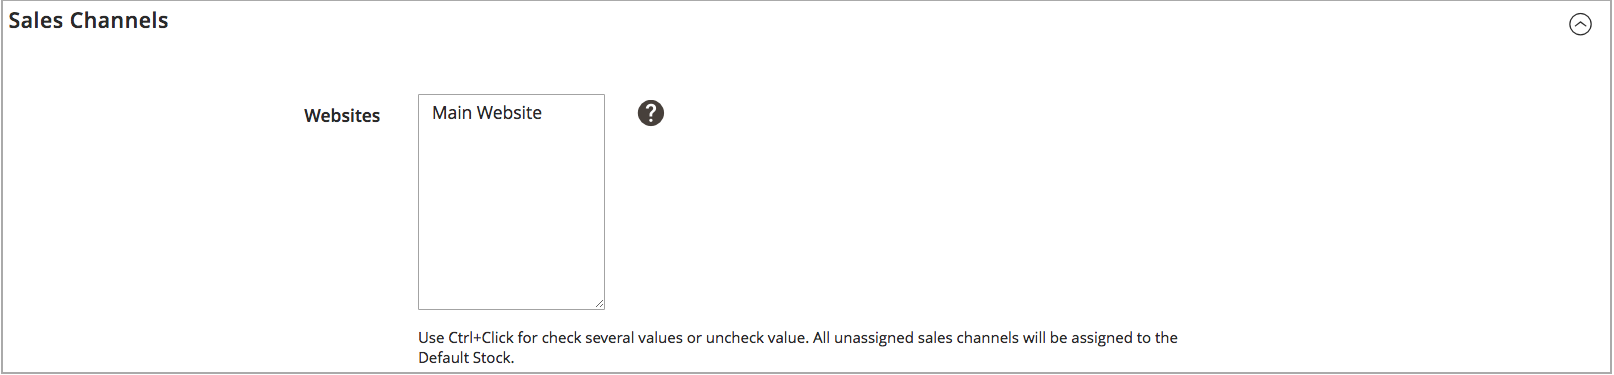 Sales Channels
Websites
Main Website
?
Use Ctrl+Click for check several values or uncheck value. All unassigned sales channels will be assigned to the
Default Stock.